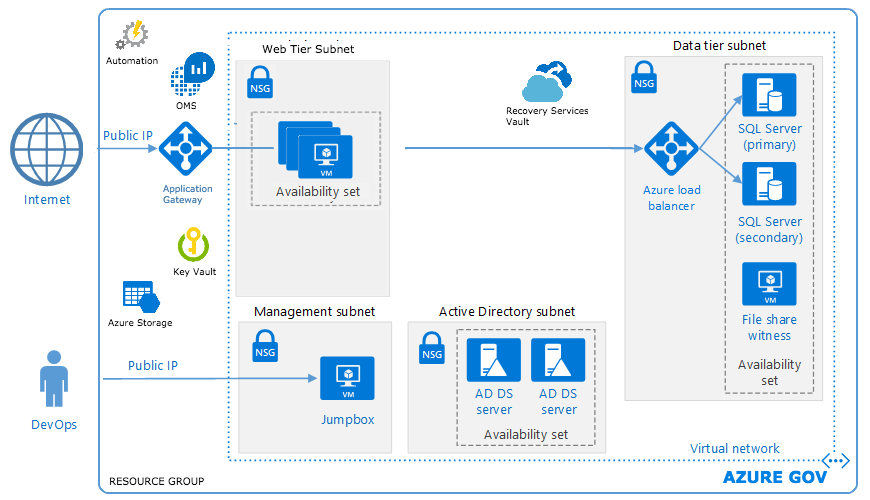 Automation
OMS
Web Tier Subnet
NSG
VM
Availability set
Recovery Services
Vault
Data tier subnet
NSG
SQL Server
(primary)
Azure load
balancer
SQL Server
(secondary)
VM
File share
witness
Availability
set
Internet
Public IP
Application
Gateway
Key Vault
Azure Storage
Management subnet
NSG
VM
Jumpbox
Active Directory subnet
NSG
AD DS
server
AD DS
server
Availability set
DevOps
Public IP
Virtual network
RESOURCE GROUP
AZURE GOV